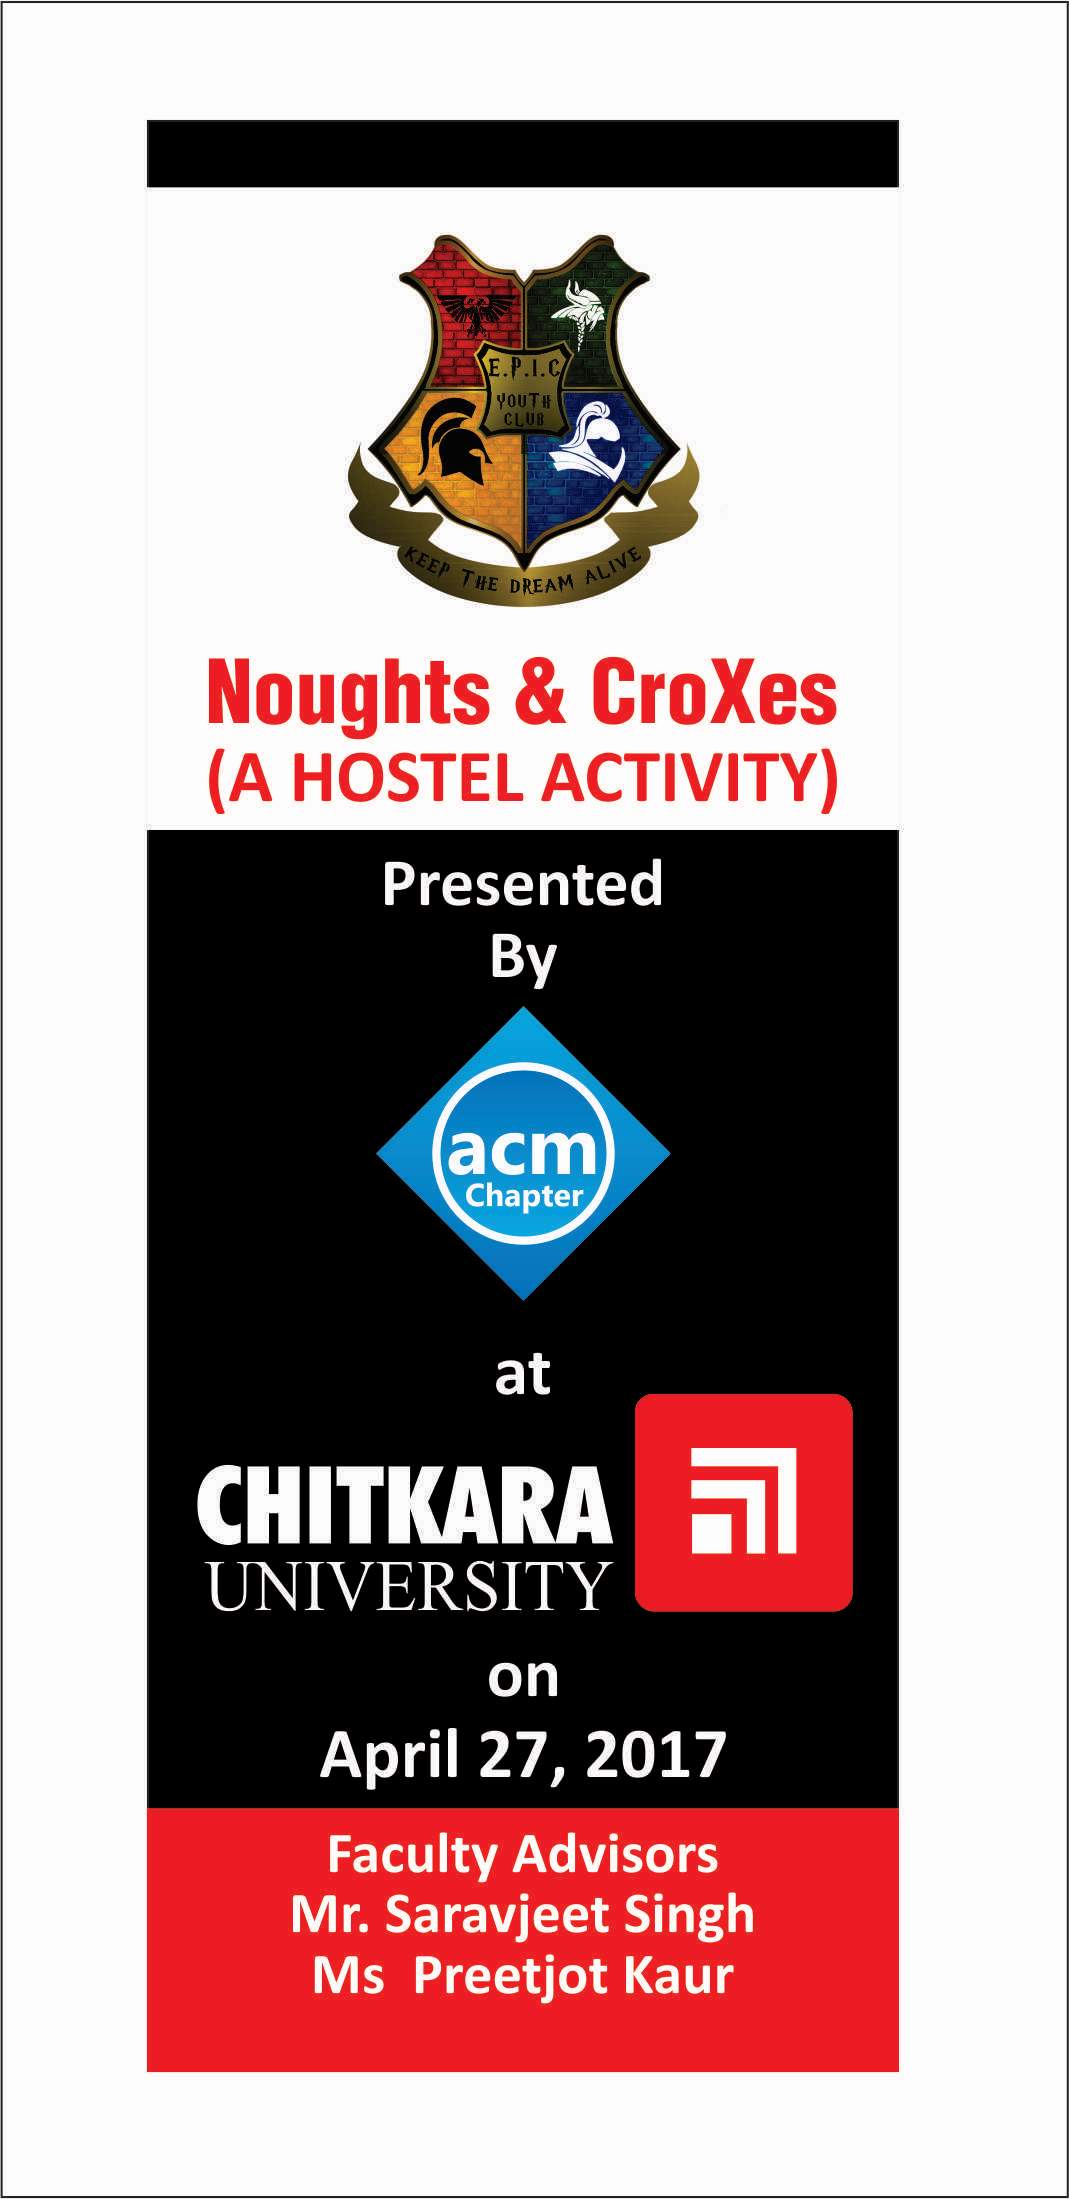 E.P.I.C
YOUTH
CLUB
KEEP THE DREAM ALIVE
Noughts & CroXes
(A HOSTEL ACTIVITY)
Presented
By
acm
Chapter
at
CHITKARA
UNIVERSITY
on
April 27, 2017
Faculty Advisors
Mr. Saravjeet Singh
Ms  Preetjot Kaur